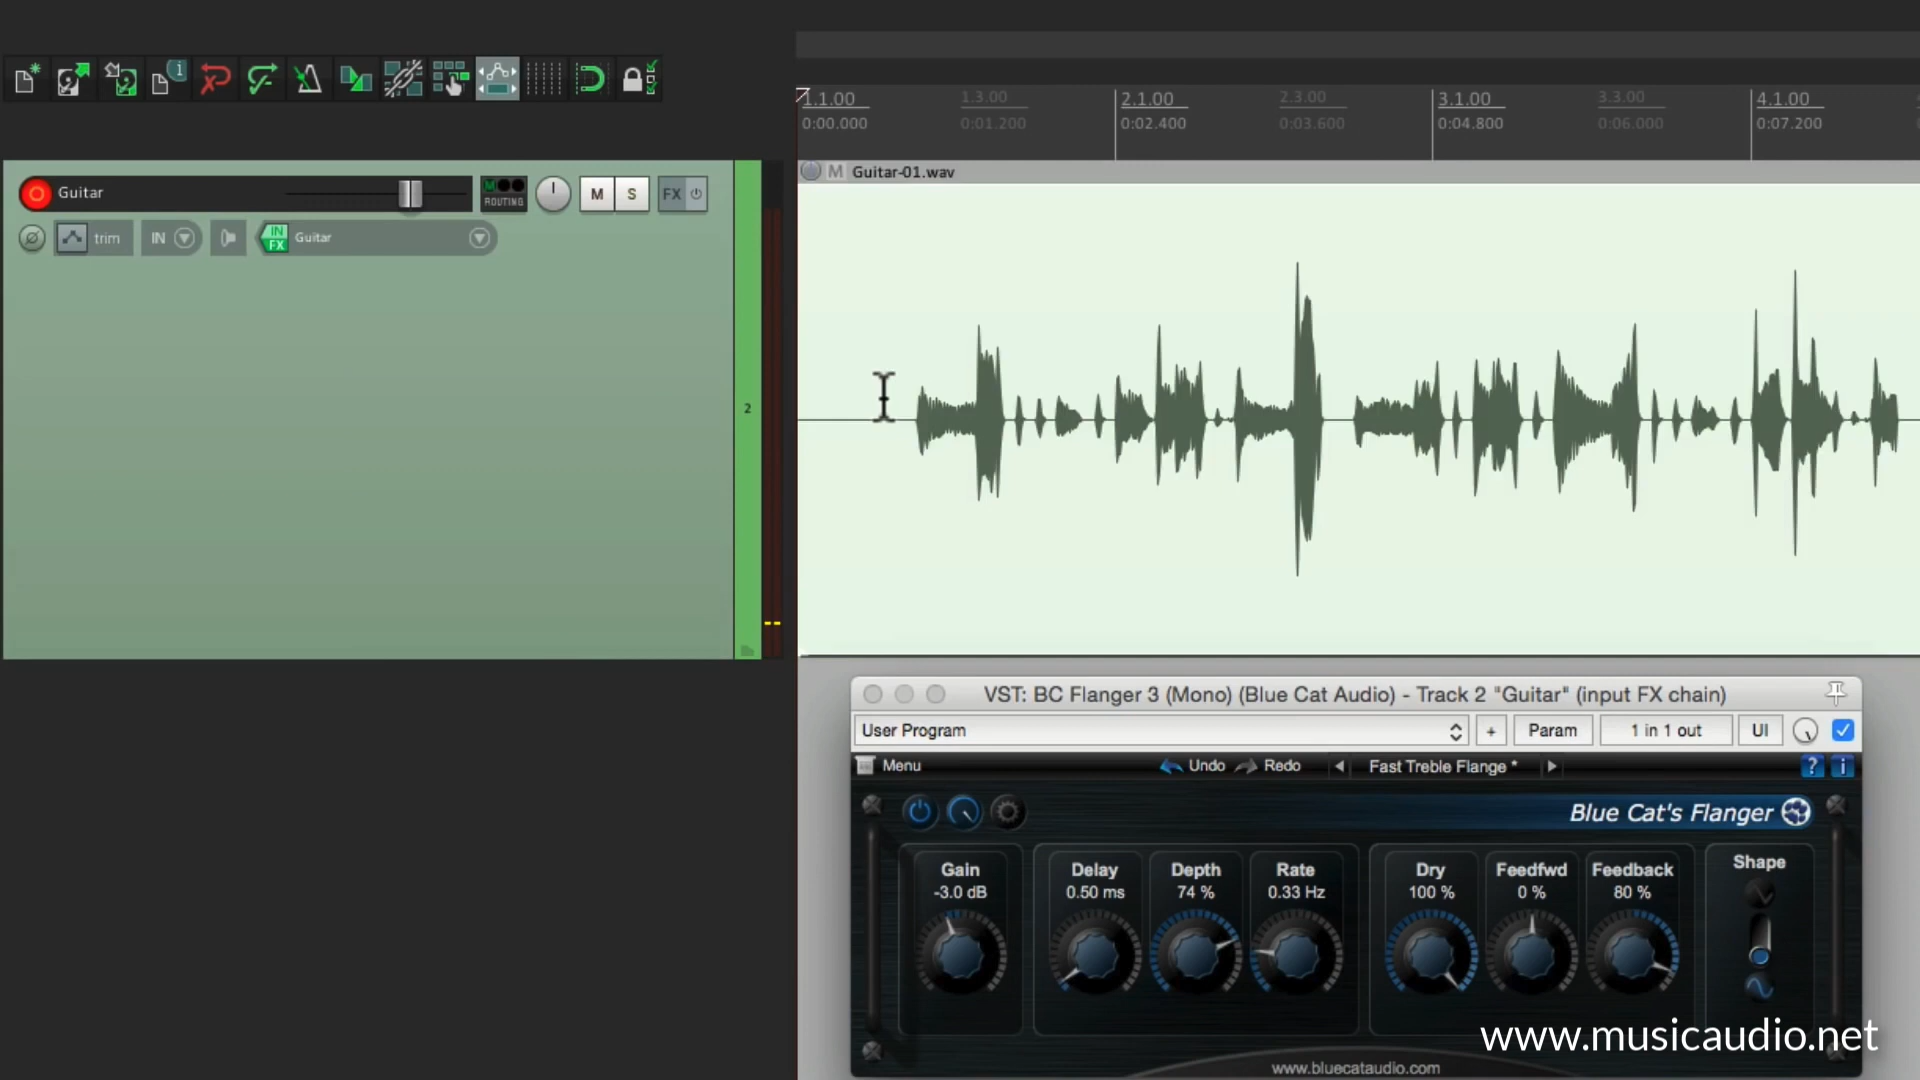 1.1.00 1.3.00 2.1.00 2.3.00 3.1.00 3.3.00 4.1.00
0:00.000 0:01.200 0:02.400 0:03.600 0:04.800 0:06.000 0:07.200
M Guitar-01.wav
Guitar ROUTING M S FX
trim IN IN FX Guitar
2
VST: BC Flanger 3 (Mono) (Blue Cat Audio) - Track 2 "Guitar" (input FX chain)
User Program + Param 1 in 1 out UI
Menu Undo Redo Fast Treble Flange * ? i
Blue Cat's Flanger
Gain Delay Depth Rate Dry Feedfwd Feedback Shape
-3.0 dB 0.50 ms 74 % 0.33 Hz 100 % 0 % 80 %
www.musicaudio.net
www.bluecataudio.com